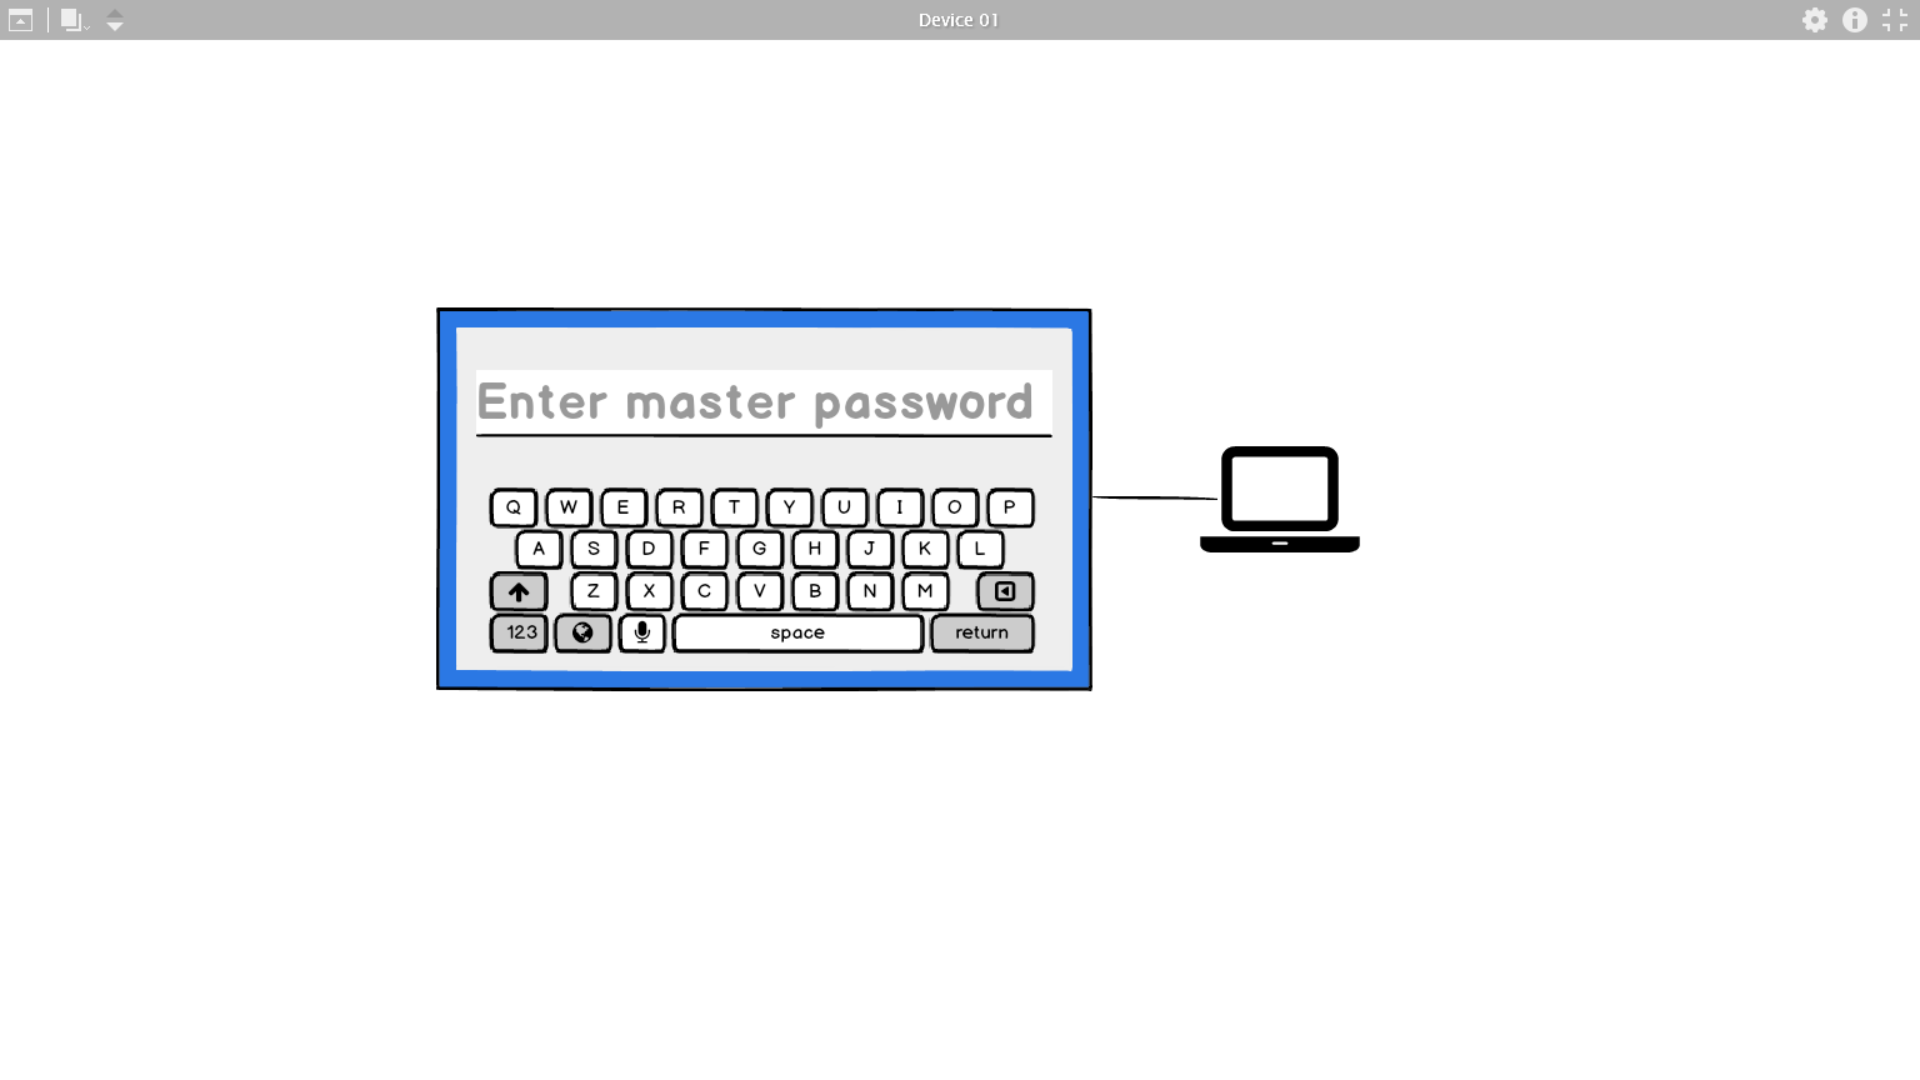 Device 01
Enter master password
Q W E R T Y U I O P
A S D F G H J K L
Z X C V B N M
123 space return